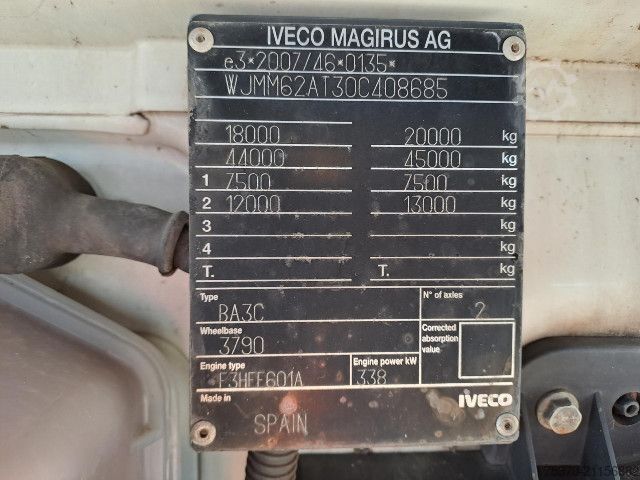 IVECO MAGIRUS AG
e3*2007/46*0135*
WJMM62AT30C408685
18000 20000 kg
44000 45000 kg
1 7500 7500 kg
2 12000 13000 kg
3 kg
4 kg
T. T. kg
Type BA3C N° of axles 2
Wheelbase 3790 Corrected absorption value
Engine type F3HFE601A Engine power kW 338
Made in SPAIN IVECO